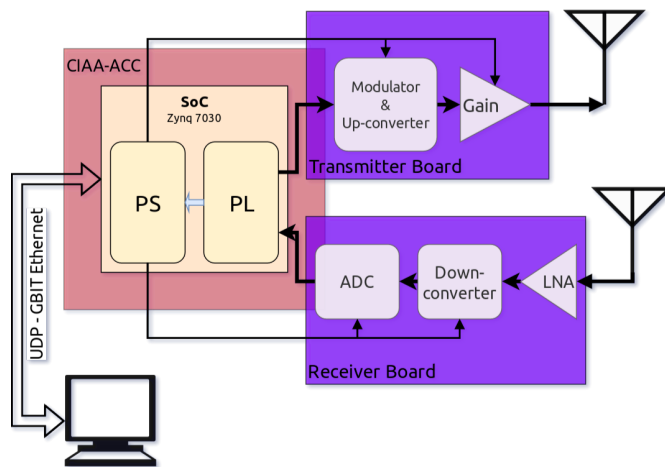 CIAA-ACC
SoC
Zynq 7030
PS
PL
Modulator
&
Up-converter
Gain
Transmitter Board
ADC
Down-
converter
LNA
Receiver Board
UDP - GBIT Ethernet